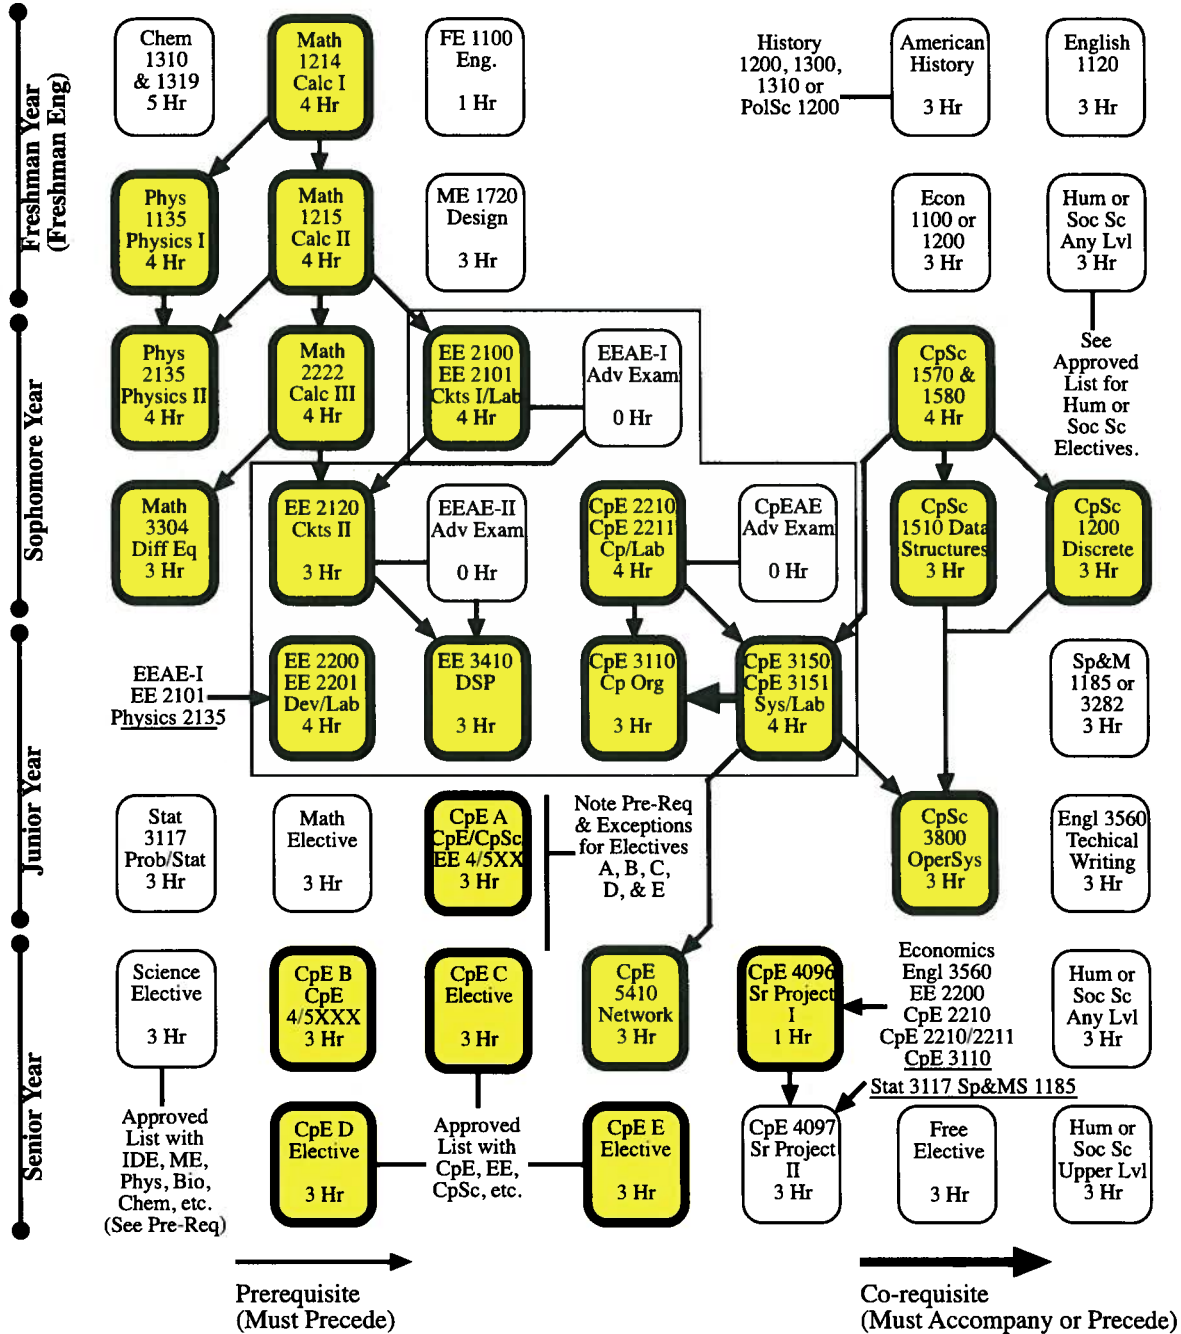 Freshman Year
(Freshman Eng)
Chem
1310
& 1319
5 Hr
Math
1214
Calc I
4 Hr
FE 1100
Eng.
1 Hr
History
1200, 1300,
1310 or
PolSc 1200
American
History
3 Hr
English
1120
3 Hr
Phys
1135
Physics I
4 Hr
Math
1215
Calc II
4 Hr
ME 1720
Design
3 Hr
Econ
1100 or
1200
3 Hr
Hum or
Soc Sc
Any Lvl
3 Hr
Sophomore Year
Phys
2135
Physics II
4 Hr
Math
2222
Calc III
4 Hr
EE 2100
EE 2101
Ckts I/Lab
4 Hr
EEAE-I
Adv Exam
0 Hr
CpSc
1570 &
1580
4 Hr
See
Approved
List for
Hum or
Soc Sc
Electives.
Math
3304
Diff Eq
3 Hr
EE 2120
Ckts II
3 Hr
EEAE-II
Adv Exam
0 Hr
CpE 2210
CpE 2211
Cp/Lab
4 Hr
CpEAE
Adv Exam
0 Hr
CpSc
1510 Data
Structures
3 Hr
CpSc
1200
Discrete
3 Hr
Junior Year
EEAE-I
EE 2101
Physics 2135
EE 2200
EE 2201
Dev/Lab
4 Hr
EE 3410
DSP
3 Hr
CpE 3110
Cp Org
3 Hr
CpE 3150
CpE 3151
Sys/Lab
4 Hr
Sp&M
1185 or
3282
3 Hr
Stat
3117
Prob/Stat
3 Hr
Math
Elective
3 Hr
CpE A
CpE/CpSc
EE 4/5XX
3 Hr
Note Pre-Req
& Exceptions
for Electives
A, B, C,
D, & E
CpSc
3800
OperSys
3 Hr
Engl 3560
Techical
Writing
3 Hr
Senior Year
Science
Elective
3 Hr
CpE B
CpE
4/5XXX
3 Hr
CpE C
Elective
3 Hr
CpE
5410
Network
3 Hr
CpE 4096
Sr Project
I
1 Hr
Economics
Engl 3560
EE 2200
CpE 2210
CpE 2210/2211
CpE 3110
Hum or
Soc Sc
Any Lvl
3 Hr
Stat 3117 Sp&MS 1185
Approved
List with
IDE, ME,
Phys, Bio,
Chem, etc.
(See Pre-Req)
CpE D
Elective
3 Hr
Approved
List with
CpE, EE,
CpSc, etc.
CpE E
Elective
3 Hr
CpE 4097
Sr Project
II
3 Hr
Free
Elective
3 Hr
Hum or
Soc Sc
Upper Lvl
3 Hr
Prerequisite
(Must Precede)
Co-requisite
(Must Accompany or Precede)